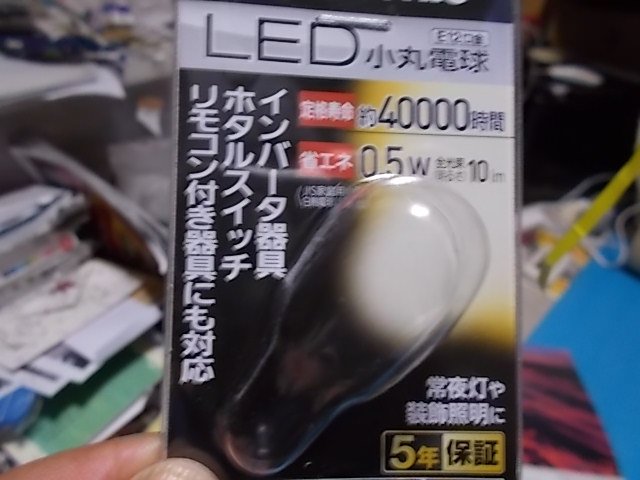 LED小丸電球
E12口金
定格寿命 約40000時間
省エネ 0.5W 全光束 10lm
インバータ器具
ホタルスイッチ
リモコン付き器具にも対応
常夜灯や
装飾照明に
5年保証